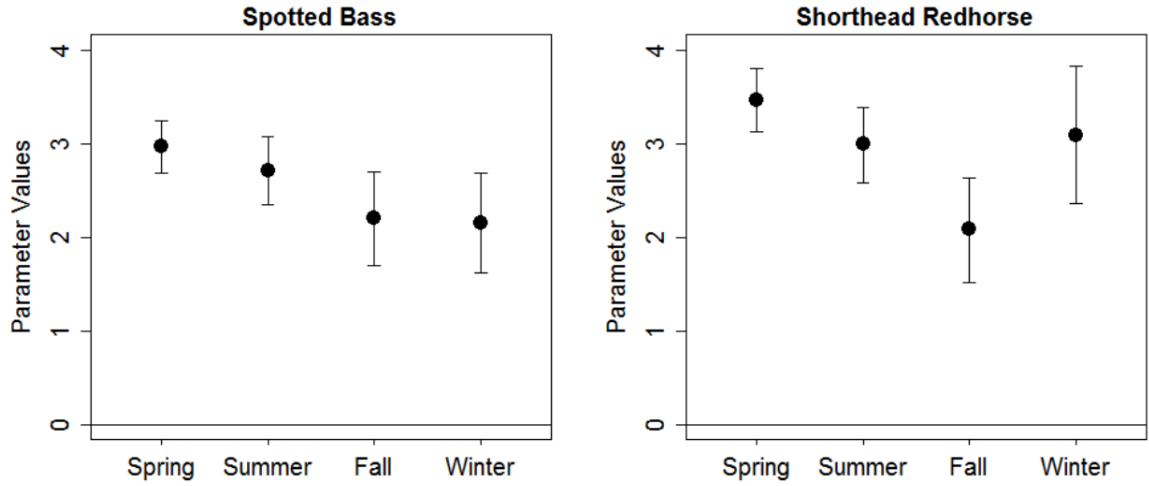 Spotted Bass
Parameter Values
4
3
2
1
0
Spring Summer Fall Winter
Shorthead Redhorse
Parameter Values
4
3
2
1
0
Spring Summer Fall Winter